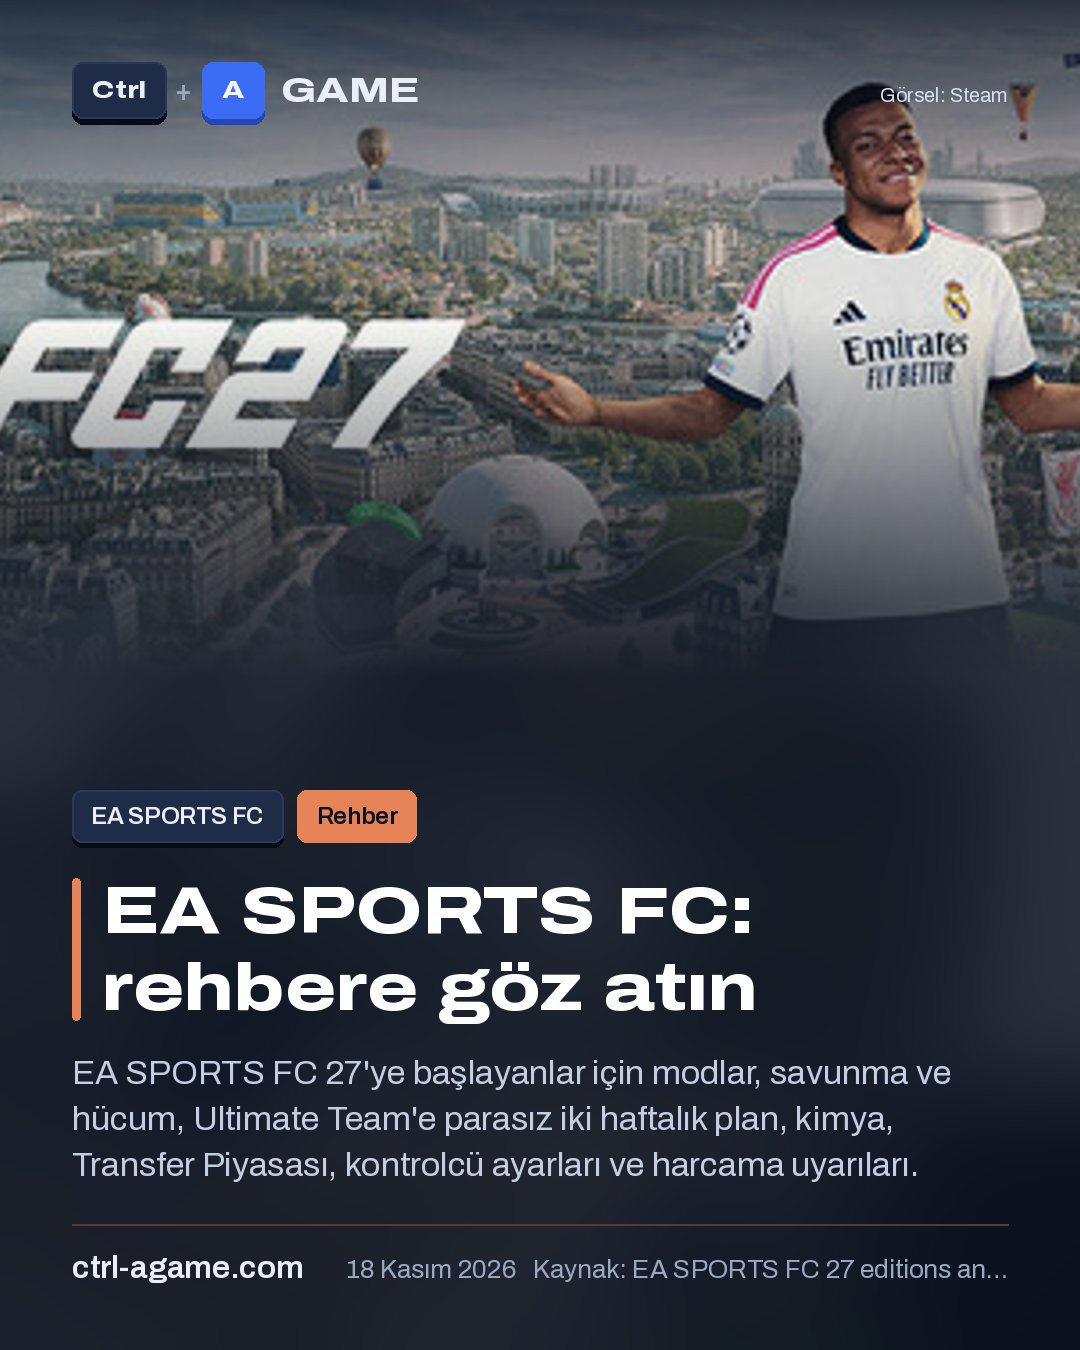 Ctrl + A GAME
Görsel: Steam
FC27
Emirates
FLY BETTER
EA SPORTS FC
Rehber
EA SPORTS FC:
rehbere göz atın
EA SPORTS FC 27'ye başlayanlar için modlar, savunma ve
hücum, Ultimate Team'e parasız iki haftalık plan, kimya,
Transfer Piyasası, kontrolcü ayarları ve harcama uyarıları.
ctrl-agame.com
18 Kasım 2026
Kaynak: EA SPORTS FC 27 editions an...